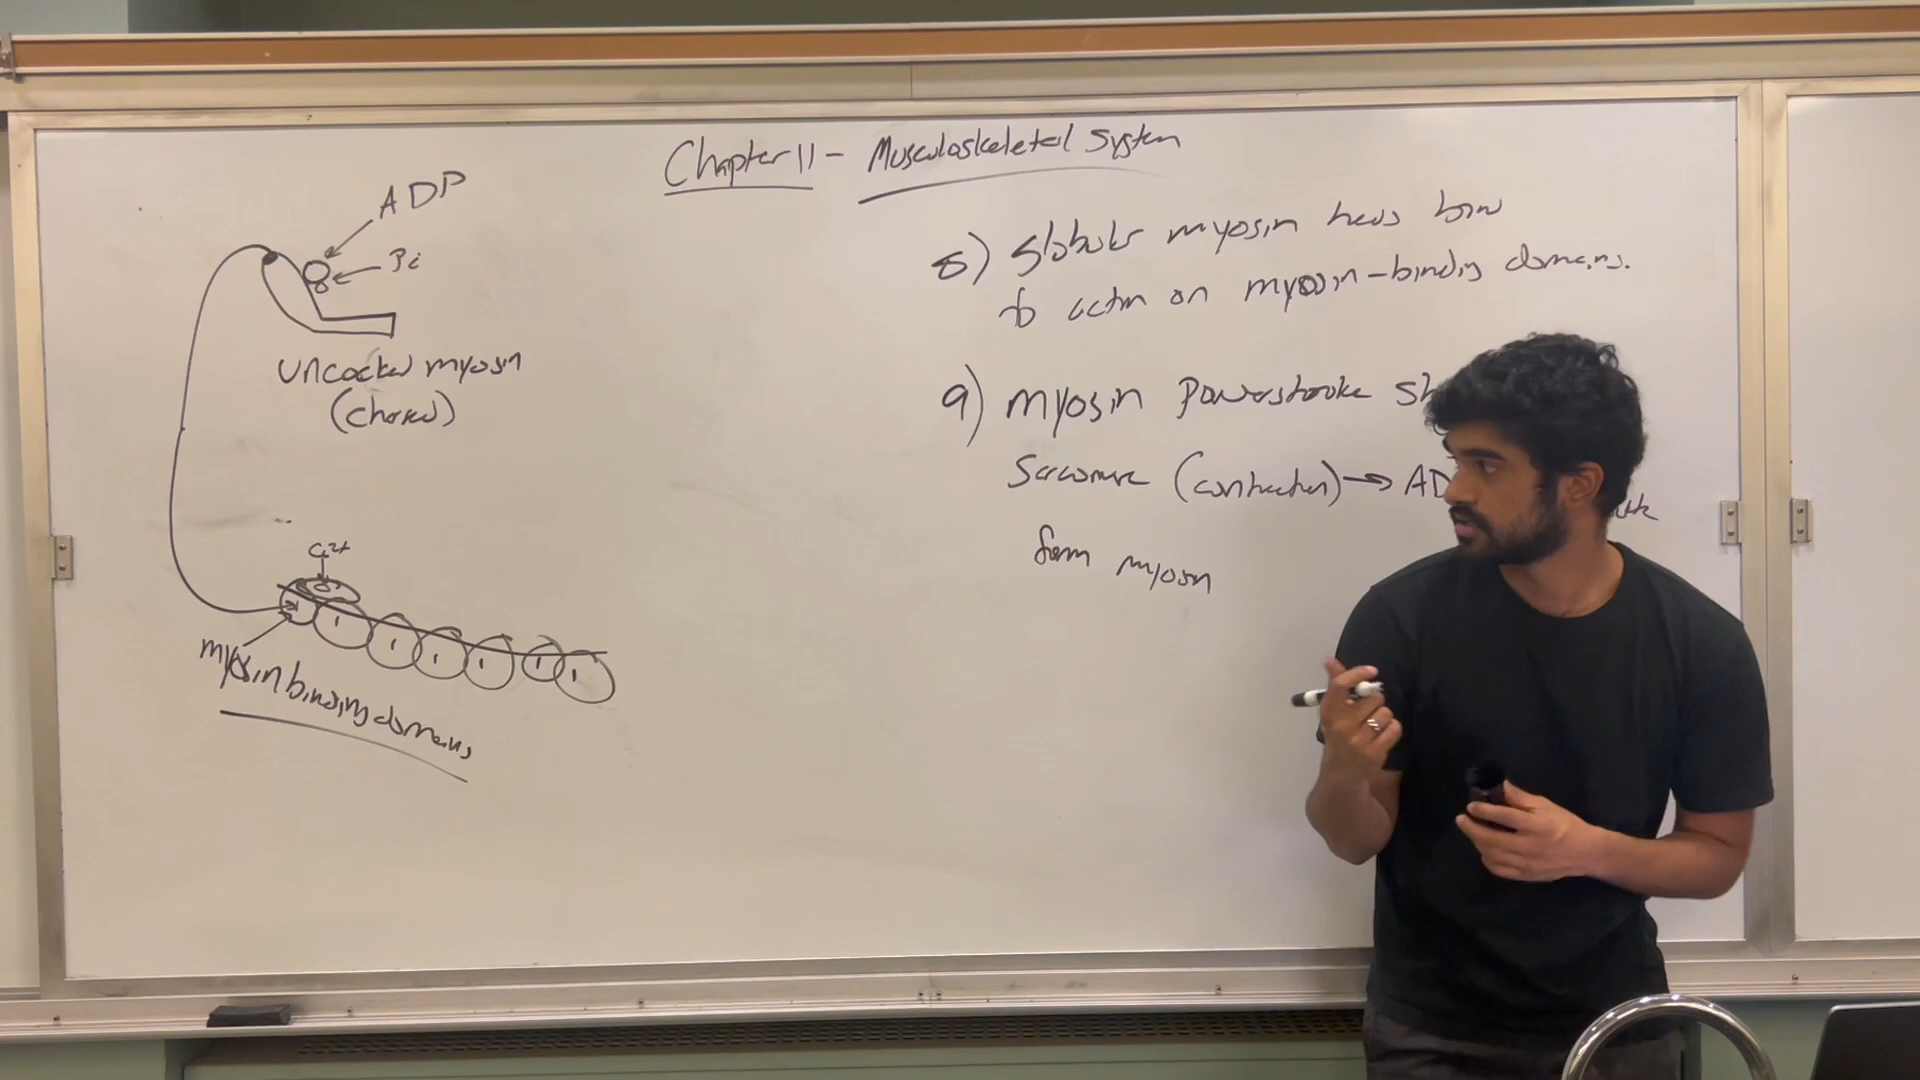 Chapter 11 - Musculoskeletal System
ADP
Pi
Uncocked myosin
(charged)
Ca2+
myosin binding domains
8) Globular myosin heads bind
to actin on myosin-binding domains.
9) myosin Powerstroke sh
Sarcomere (contraction) → AD
from myosin